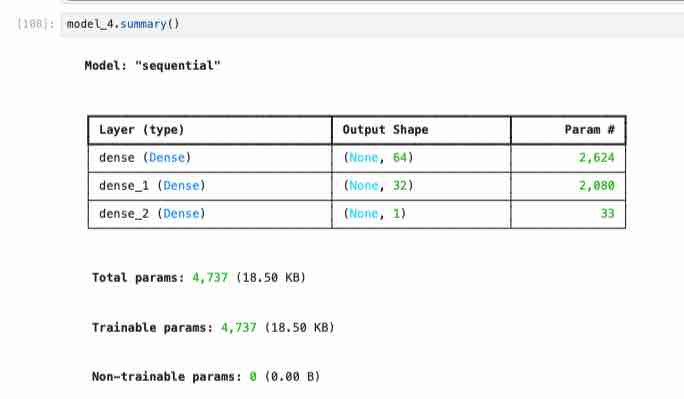 [108]: model_4.summary()
Model: "sequential"
Layer (type) Output Shape Param #
dense (Dense) (None, 64) 2,624
dense_1 (Dense) (None, 32) 2,080
dense_2 (Dense) (None, 1) 33
Total params: 4,737 (18.50 KB)
Trainable params: 4,737 (18.50 KB)
Non-trainable params: 0 (0.00 B)